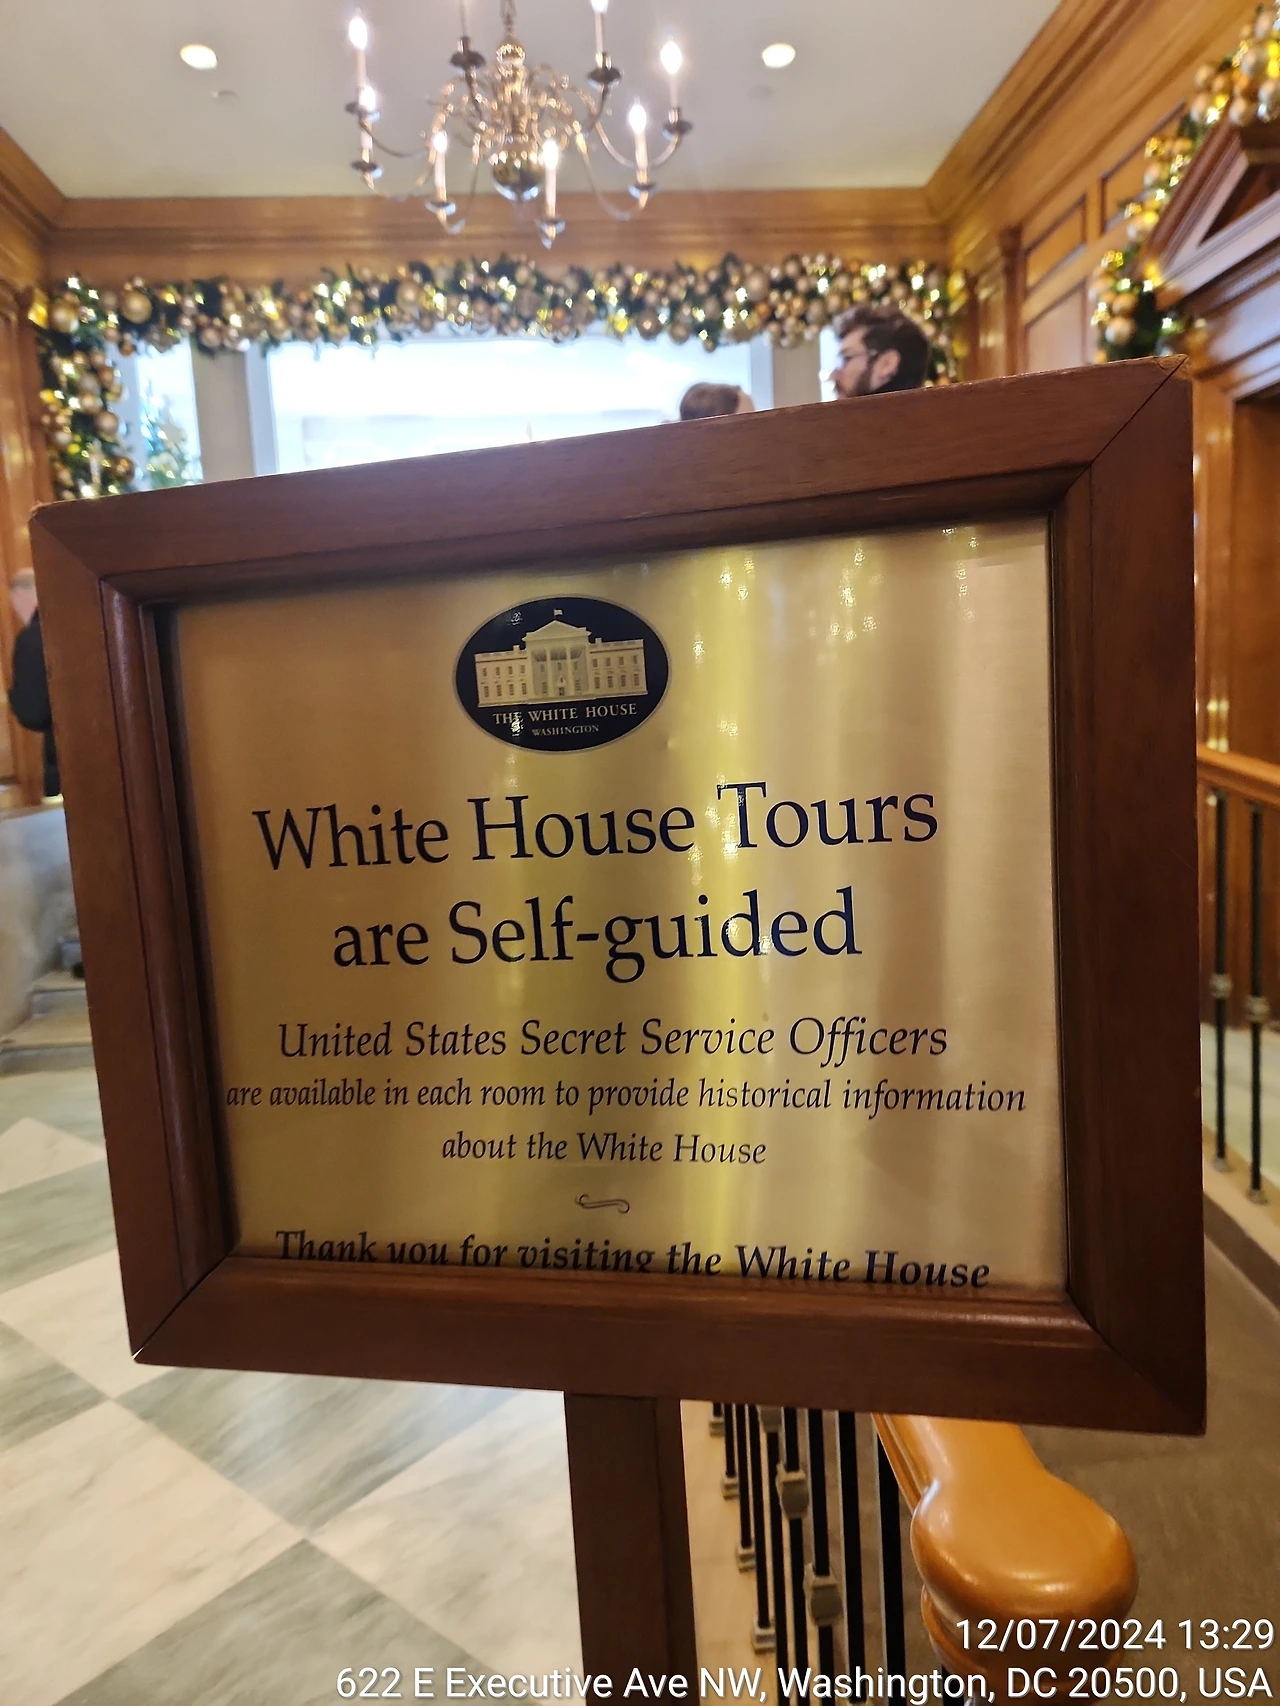 THE WHITE HOUSE
WASHINGTON
White House Tours
are Self-guided
United States Secret Service Officers
are available in each room to provide historical information
about the White House
Thank you for visiting the White House
12/07/2024 13:29
622 E Executive Ave NW, Washington, DC 20500, USA